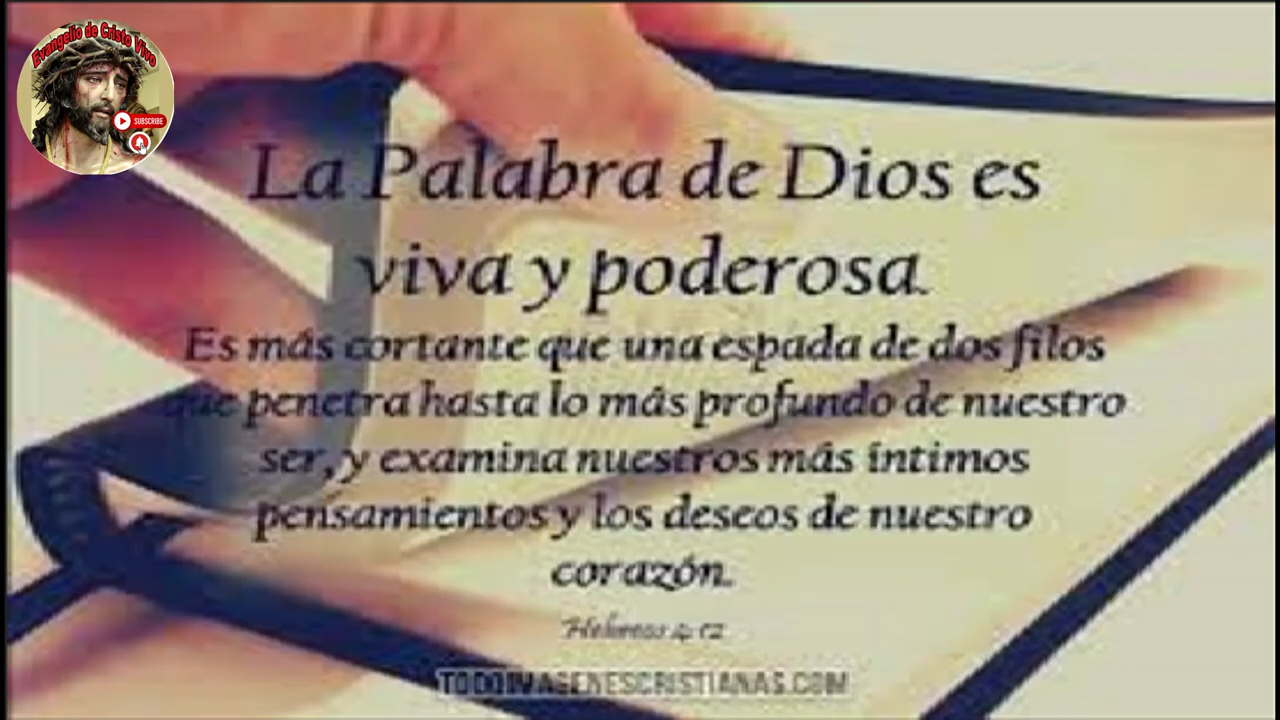 Evangelio de Cristo Vivo
SUBSCRIBE
La Palabra de Dios es
viva y poderosa.
Es más cortante que una espada de dos filos
que penetra hasta lo más profundo de nuestro
ser, y examina nuestros más íntimos
pensamientos y los deseos de nuestro
corazón.
Hebreos 4:12
TODOIMAGENESCRISTIANAS.COM